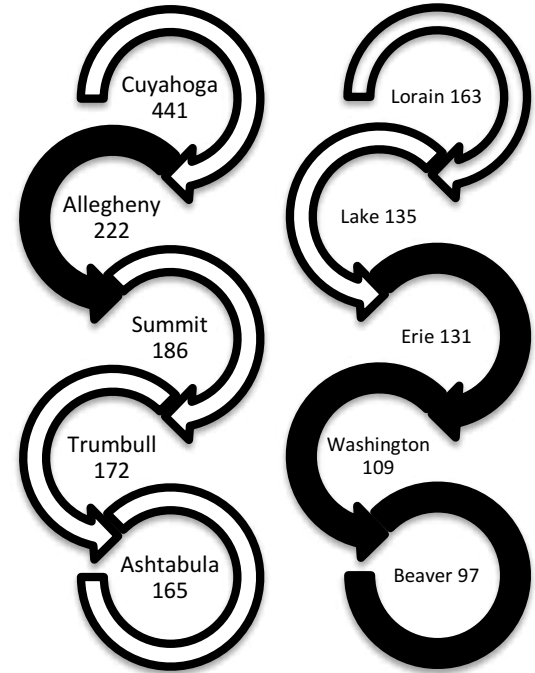 Cuyahoga
441
Allegheny
222
Summit
186
Trumbull
172
Ashtabula
165
Lorain 163
Lake 135
Erie 131
Washington
109
Beaver 97